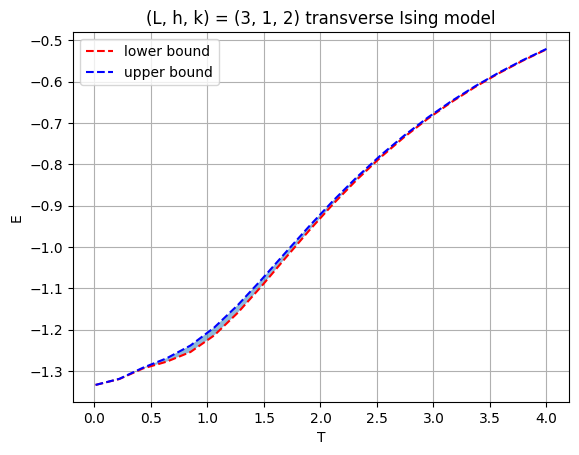 (L, h, k) = (3, 1, 2) transverse Ising model
lower bound
upper bound
−0.5
−0.6
−0.7
−0.8
−0.9
−1.0
−1.1
−1.2
−1.3
E
0.0 0.5 1.0 1.5 2.0 2.5 3.0 3.5 4.0
T